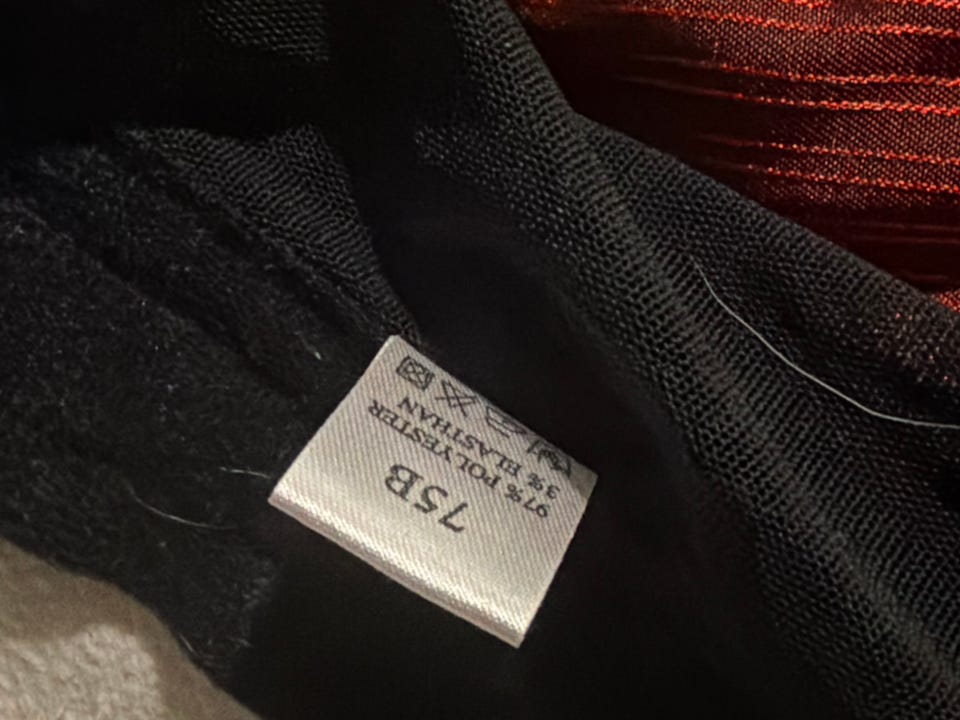 75B
97% POLYESTER
3% ELASTHAN